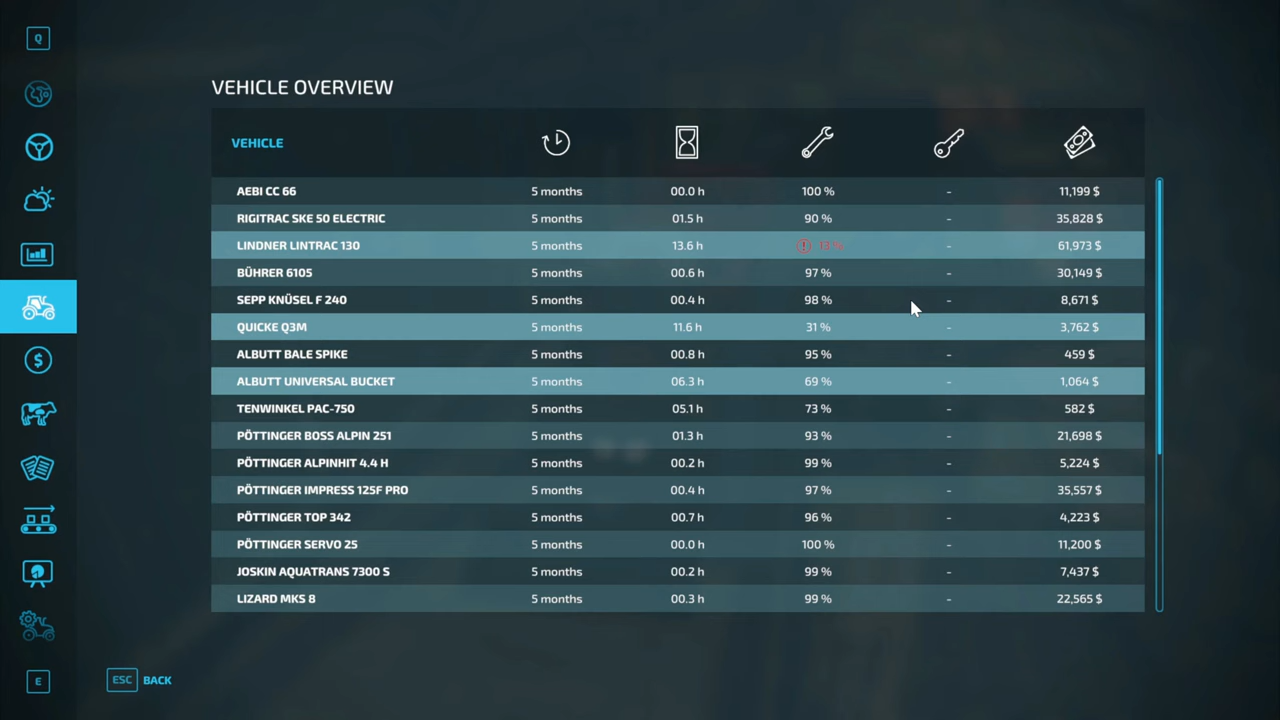 Q
VEHICLE OVERVIEW
VEHICLE
AEBI CC 66 5 months 00.0 h 100 % - 11,199 $
RIGITRAC SKE 50 ELECTRIC 5 months 01.5 h 90 % - 35,828 $
LINDNER LINTRAC 130 5 months 13.6 h 13 % - 61,973 $
BÜHRER 6105 5 months 00.6 h 97 % - 30,149 $
SEPP KNÜSEL F 240 5 months 00.4 h 98 % - 8,671 $
QUICKE Q3M 5 months 11.6 h 31 % - 3,762 $
ALBUTT BALE SPIKE 5 months 00.8 h 95 % - 459 $
ALBUTT UNIVERSAL BUCKET 5 months 06.3 h 69 % - 1,064 $
TENWINKEL PAC-750 5 months 05.1 h 73 % - 582 $
PÖTTINGER BOSS ALPIN 251 5 months 01.3 h 93 % - 21,698 $
PÖTTINGER ALPINHIT 4.4 H 5 months 00.2 h 99 % - 5,224 $
PÖTTINGER IMPRESS 125F PRO 5 months 00.4 h 97 % - 35,557 $
PÖTTINGER TOP 342 5 months 00.7 h 96 % - 4,223 $
PÖTTINGER SERVO 25 5 months 00.0 h 100 % - 11,200 $
JOSKIN AQUATRANS 7300 S 5 months 00.2 h 99 % - 7,437 $
LIZARD MKS 8 5 months 00.3 h 99 % - 22,565 $
E
ESC BACK